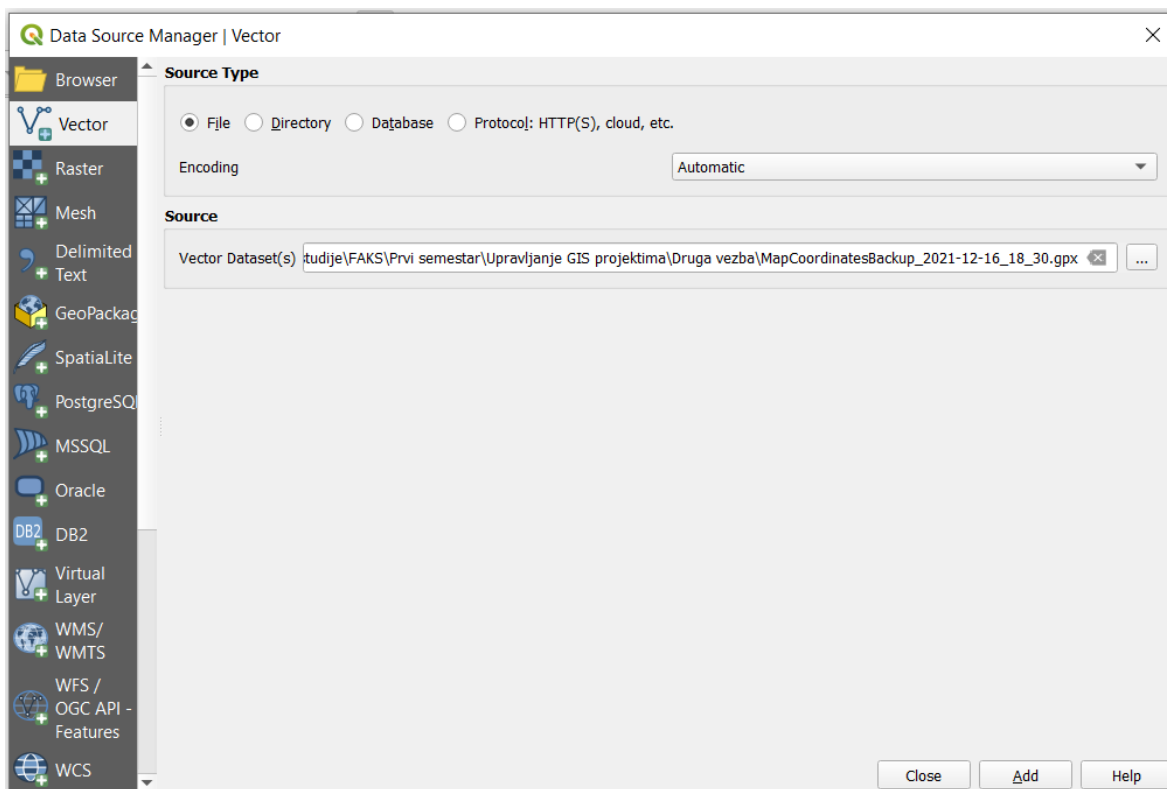 Data Source Manager | Vector
Browser
Vector
Raster
Mesh
Delimited
Text
GeoPackag
SpatiaLite
PostgreSQL
MSSQL
Oracle
DB2
DB2
Virtual
Layer
WMS/
WMTS
WFS /
OGC API -
Features
WCS
Source Type
File Directory Database Protocol: HTTP(S), cloud, etc.
Encoding Automatic
Source
Vector Dataset(s) tudije\FAKS\Prvi semestar\Upravljanje GIS projektima\Druga vezba\MapCoordinatesBackup_2021-12-16_18_30.gpx ...
Close Add Help